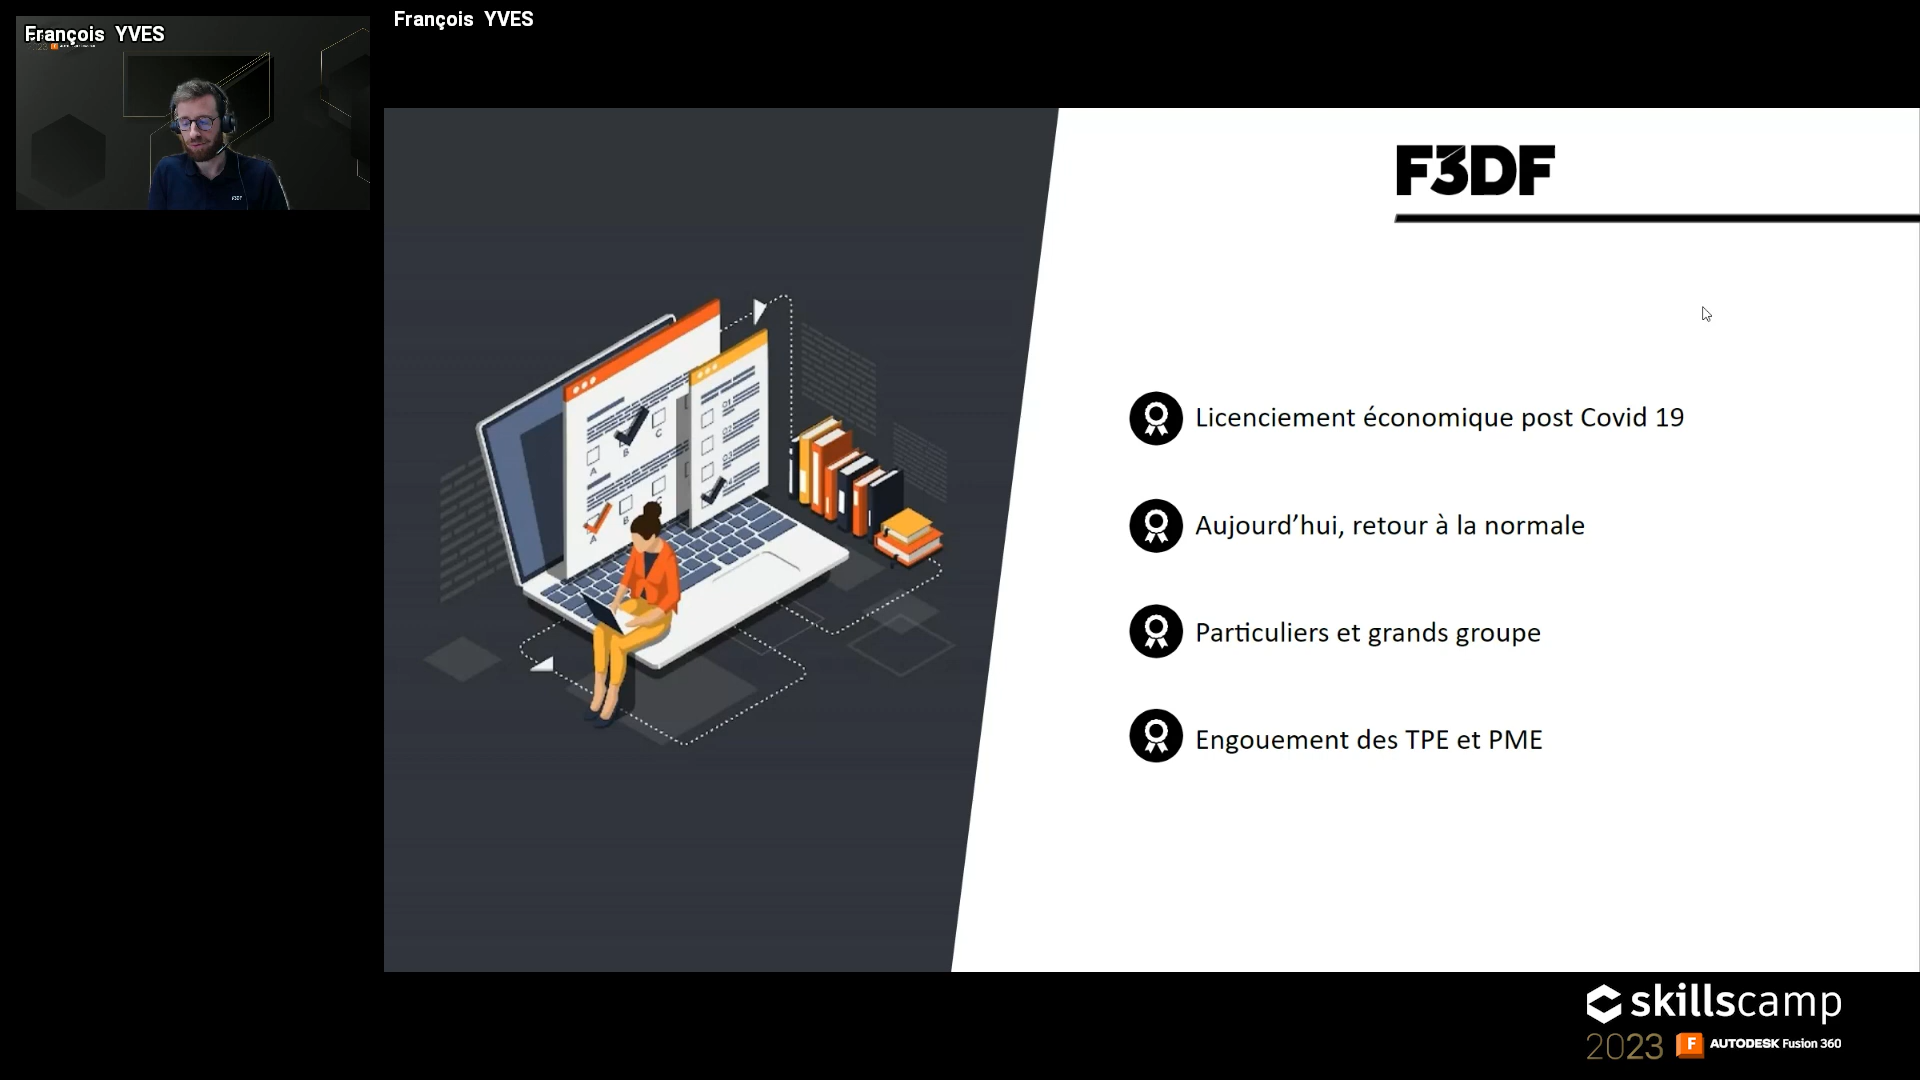 François YVES
François YVES
F3DF
F3DF
Licenciement économique post Covid 19
Aujourd’hui, retour à la normale
Particuliers et grands groupe
Engouement des TPE et PME
A
B
C
A
B
C
skillscamp
2023 F AUTODESK Fusion 360